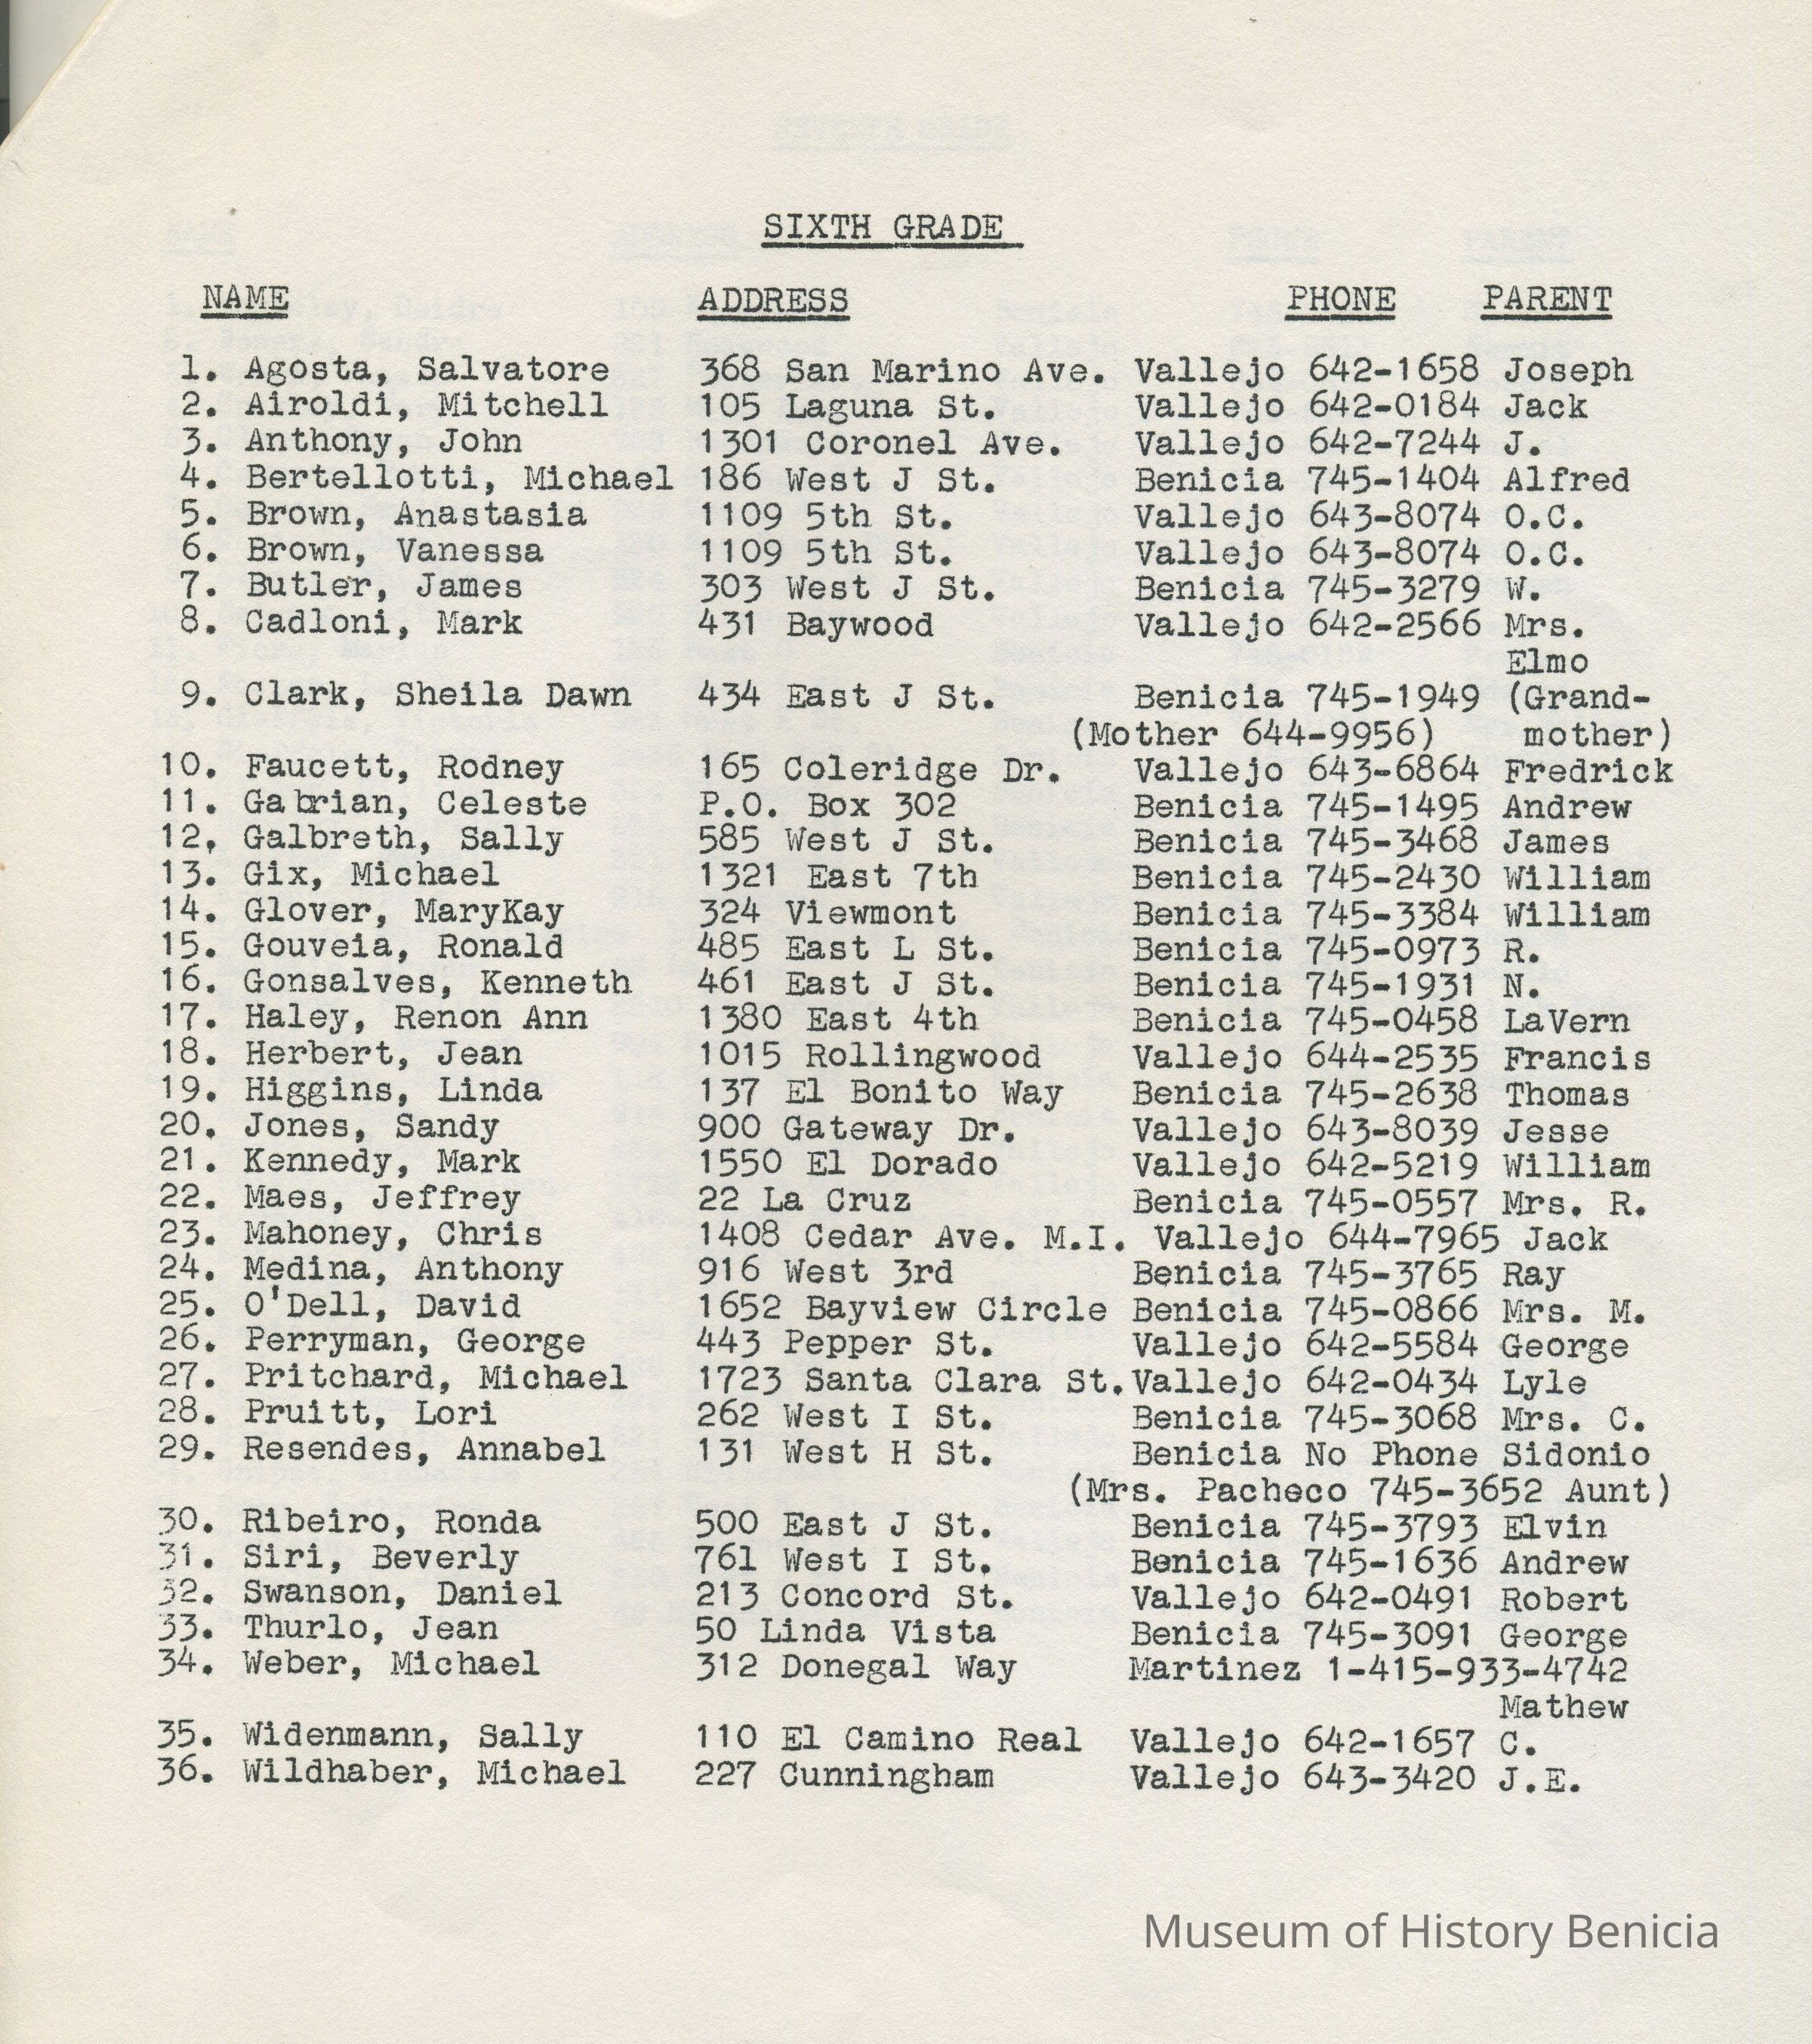 SIXTH GRADE
NAME ADDRESS PHONE PARENT
1. Agosta, Salvatore 368 San Marino Ave. Vallejo 642-1658 Joseph
2. Airoldi, Mitchell 105 Laguna St. Vallejo 642-0184 Jack
3. Anthony, John 1301 Coronel Ave. Vallejo 642-7244 J.
4. Bertellotti, Michael 186 West J St. Benicia 745-1404 Alfred
5. Brown, Anastasia 1109 5th St. Vallejo 643-8074 O.C.
6. Brown, Vanessa 1109 5th St. Vallejo 643-8074 O.C.
7. Butler, James 303 West J St. Benicia 745-3279 W.
8. Cadloni, Mark 431 Baywood Vallejo 642-2566 Mrs.
Elmo
9. Clark, Sheila Dawn 434 East J St. Benicia 745-1949 (Grand-
(Mother 644-9956) mother)
10. Faucett, Rodney 165 Coleridge Dr. Vallejo 643-6864 Fredrick
11. Gabrian, Celeste P.O. Box 302 Benicia 745-1495 Andrew
12. Galbreth, Sally 585 West J St. Benicia 745-3468 James
13. Gix, Michael 1321 East 7th Benicia 745-2430 William
14. Glover, MaryKay 324 Viewmont Benicia 745-3384 William
15. Gouveia, Ronald 485 East L St. Benicia 745-0973 R.
16. Gonsalves, Kenneth 461 East J St. Benicia 745-1931 N.
17. Haley, Renon Ann 1380 East 4th Benicia 745-0458 LaVern
18. Herbert, Jean 1015 Rollingwood Vallejo 644-2535 Francis
19. Higgins, Linda 137 El Bonito Way Benicia 745-2638 Thomas
20. Jones, Sandy 900 Gateway Dr. Vallejo 643-8039 Jesse
21. Kennedy, Mark 1550 El Dorado Vallejo 642-5219 William
22. Maes, Jeffrey 22 La Cruz Benicia 745-0557 Mrs. R.
23. Mahoney, Chris 1408 Cedar Ave. M.I. Vallejo 644-7965 Jack
24. Medina, Anthony 916 West 3rd Benicia 745-3765 Ray
25. O'Dell, David 1652 Bayview Circle Benicia 745-0866 Mrs. M.
26. Perryman, George 443 Pepper St. Vallejo 642-5584 George
27. Pritchard, Michael 1723 Santa Clara St. Vallejo 642-0434 Lyle
28. Pruitt, Lori 262 West I St. Benicia 745-3068 Mrs. C.
29. Resendes, Annabel 131 West H St. Benicia No Phone Sidonio
(Mrs. Pacheco 745-3652 Aunt)
30. Ribeiro, Ronda 500 East J St. Benicia 745-3793 Elvin
31. Siri, Beverly 761 West I St. Benicia 745-1636 Andrew
32. Swanson, Daniel 213 Concord St. Vallejo 642-0491 Robert
33. Thurlo, Jean 50 Linda Vista Benicia 745-3091 George
34. Weber, Michael 312 Donegal Way Martinez 1-415-933-4742
Mathew
35. Widenmann, Sally 110 El Camino Real Vallejo 642-1657 C.
36. Wildhaber, Michael 227 Cunningham Vallejo 643-3420 J.E.
Museum of History Benicia